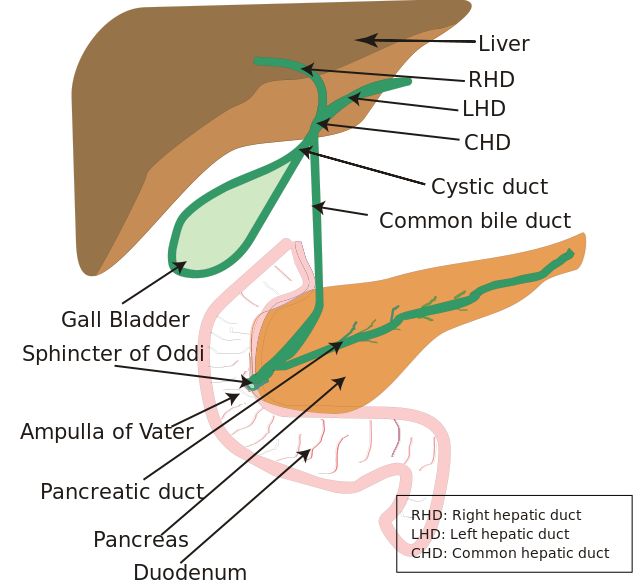 Liver
RHD
LHD
CHD
Cystic duct
Common bile duct
Gall Bladder
Sphincter of Oddi
Ampulla of Vater
Pancreatic duct
Pancreas
Duodenum
RHD: Right hepatic duct
LHD: Left hepatic duct
CHD: Common hepatic duct